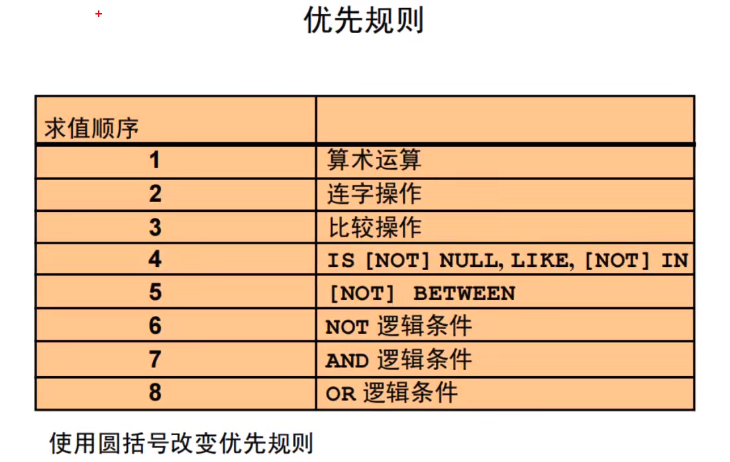 优先规则
求值顺序
1 算术运算
2 连字操作
3 比较操作
4 IS [NOT] NULL, LIKE, [NOT] IN
5 [NOT] BETWEEN
6 NOT 逻辑条件
7 AND 逻辑条件
8 OR 逻辑条件
使用圆括号改变优先规则